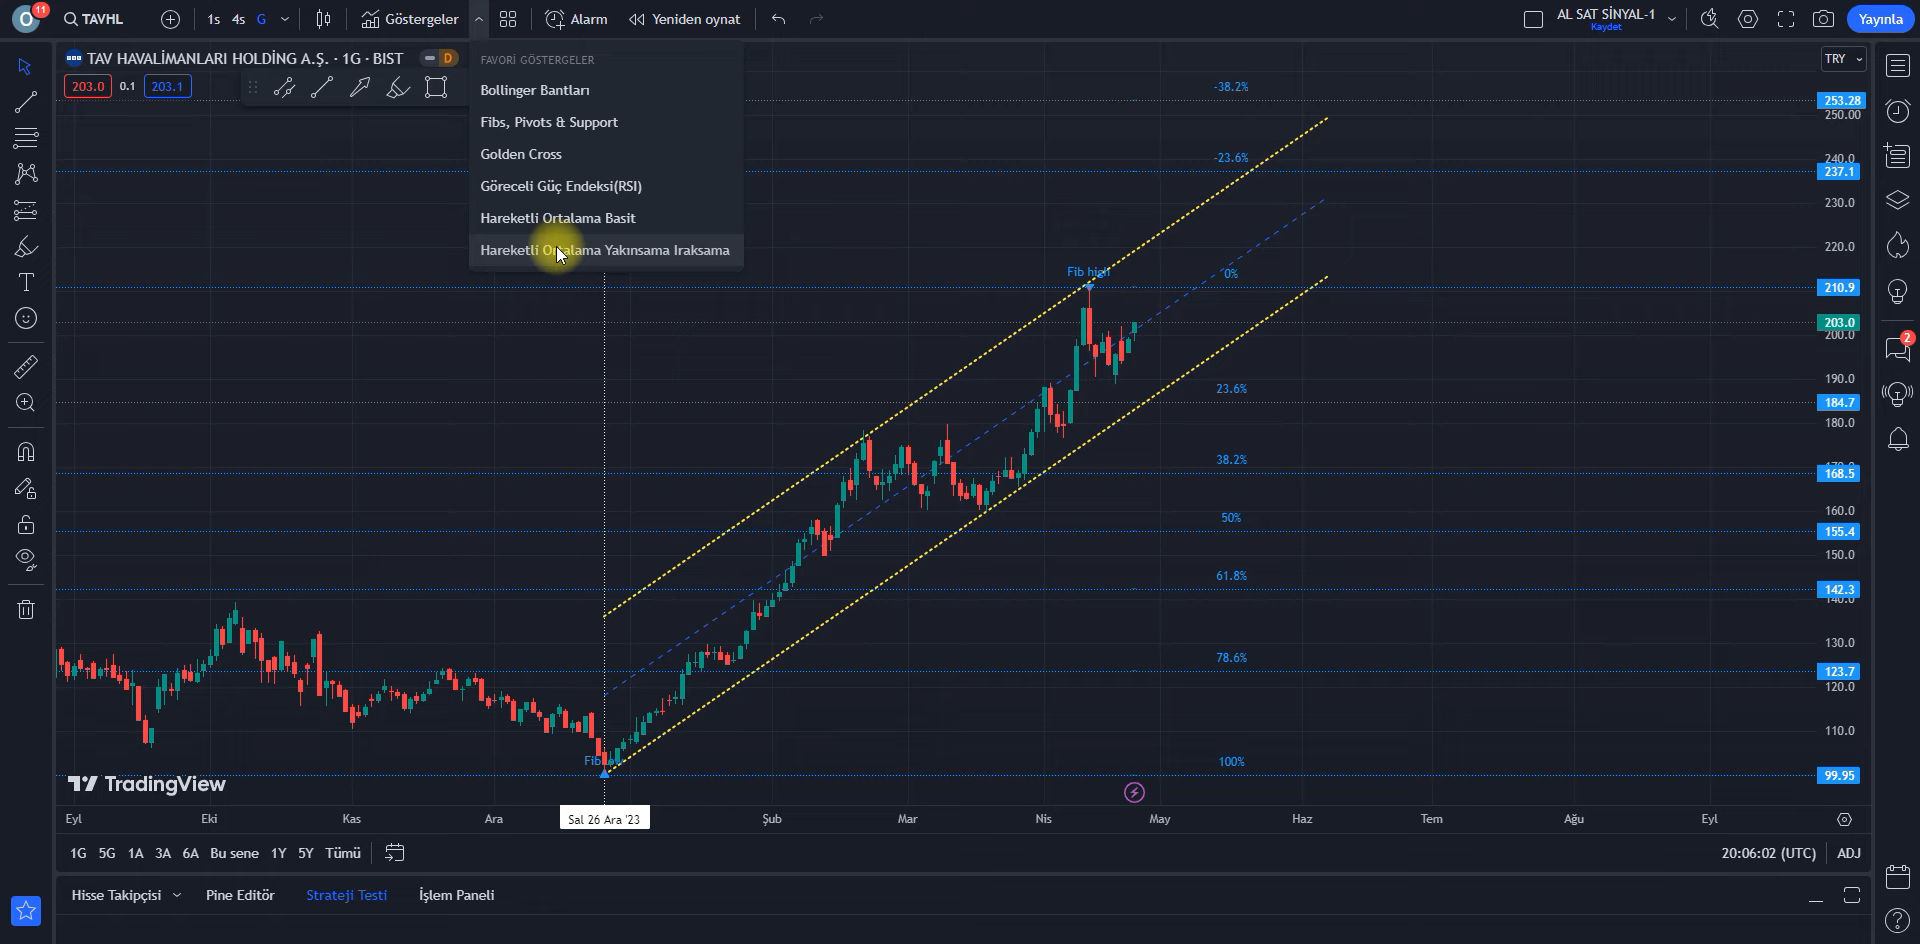 O 11 TAVHL 1s 4s G Göstergeler Alarm Yeniden oynat AL SAT SİNYAL-1 Kaydet Yayınla
TAV HAVALİMANLARI HOLDİNG A.Ş. · 1G · BIST D
203.0 0.1 203.1
FAVORİ GÖSTERGELER
Bollinger Bantları
Fibs, Pivots & Support
Golden Cross
Göreceli Güç Endeksi(RSI)
Hareketli Ortalama Basit
Hareketli Ortalama Yakınsama Iraksama
TRY
-38.2%
253.28
250.00
-23.6%
240.0
237.1
230.0
220.0
Fib high
0%
210.9
203.0
200.0
2
190.0
23.6%
184.7
180.0
38.2%
170.0
168.5
160.0
50%
155.4
150.0
61.8%
142.3
140.0
130.0
78.6%
123.7
120.0
110.0
100%
99.95
TradingView
Eyl Eki Kas Ara Sal 26 Ara '23 Şub Mar Nis May Haz Tem Ağu Eyl
1G 5G 1A 3A 6A Bu sene 1Y 5Y Tümü 20:06:02 (UTC) ADJ
Hisse Takipçisi Pine Editör Strateji Testi İşlem Paneli